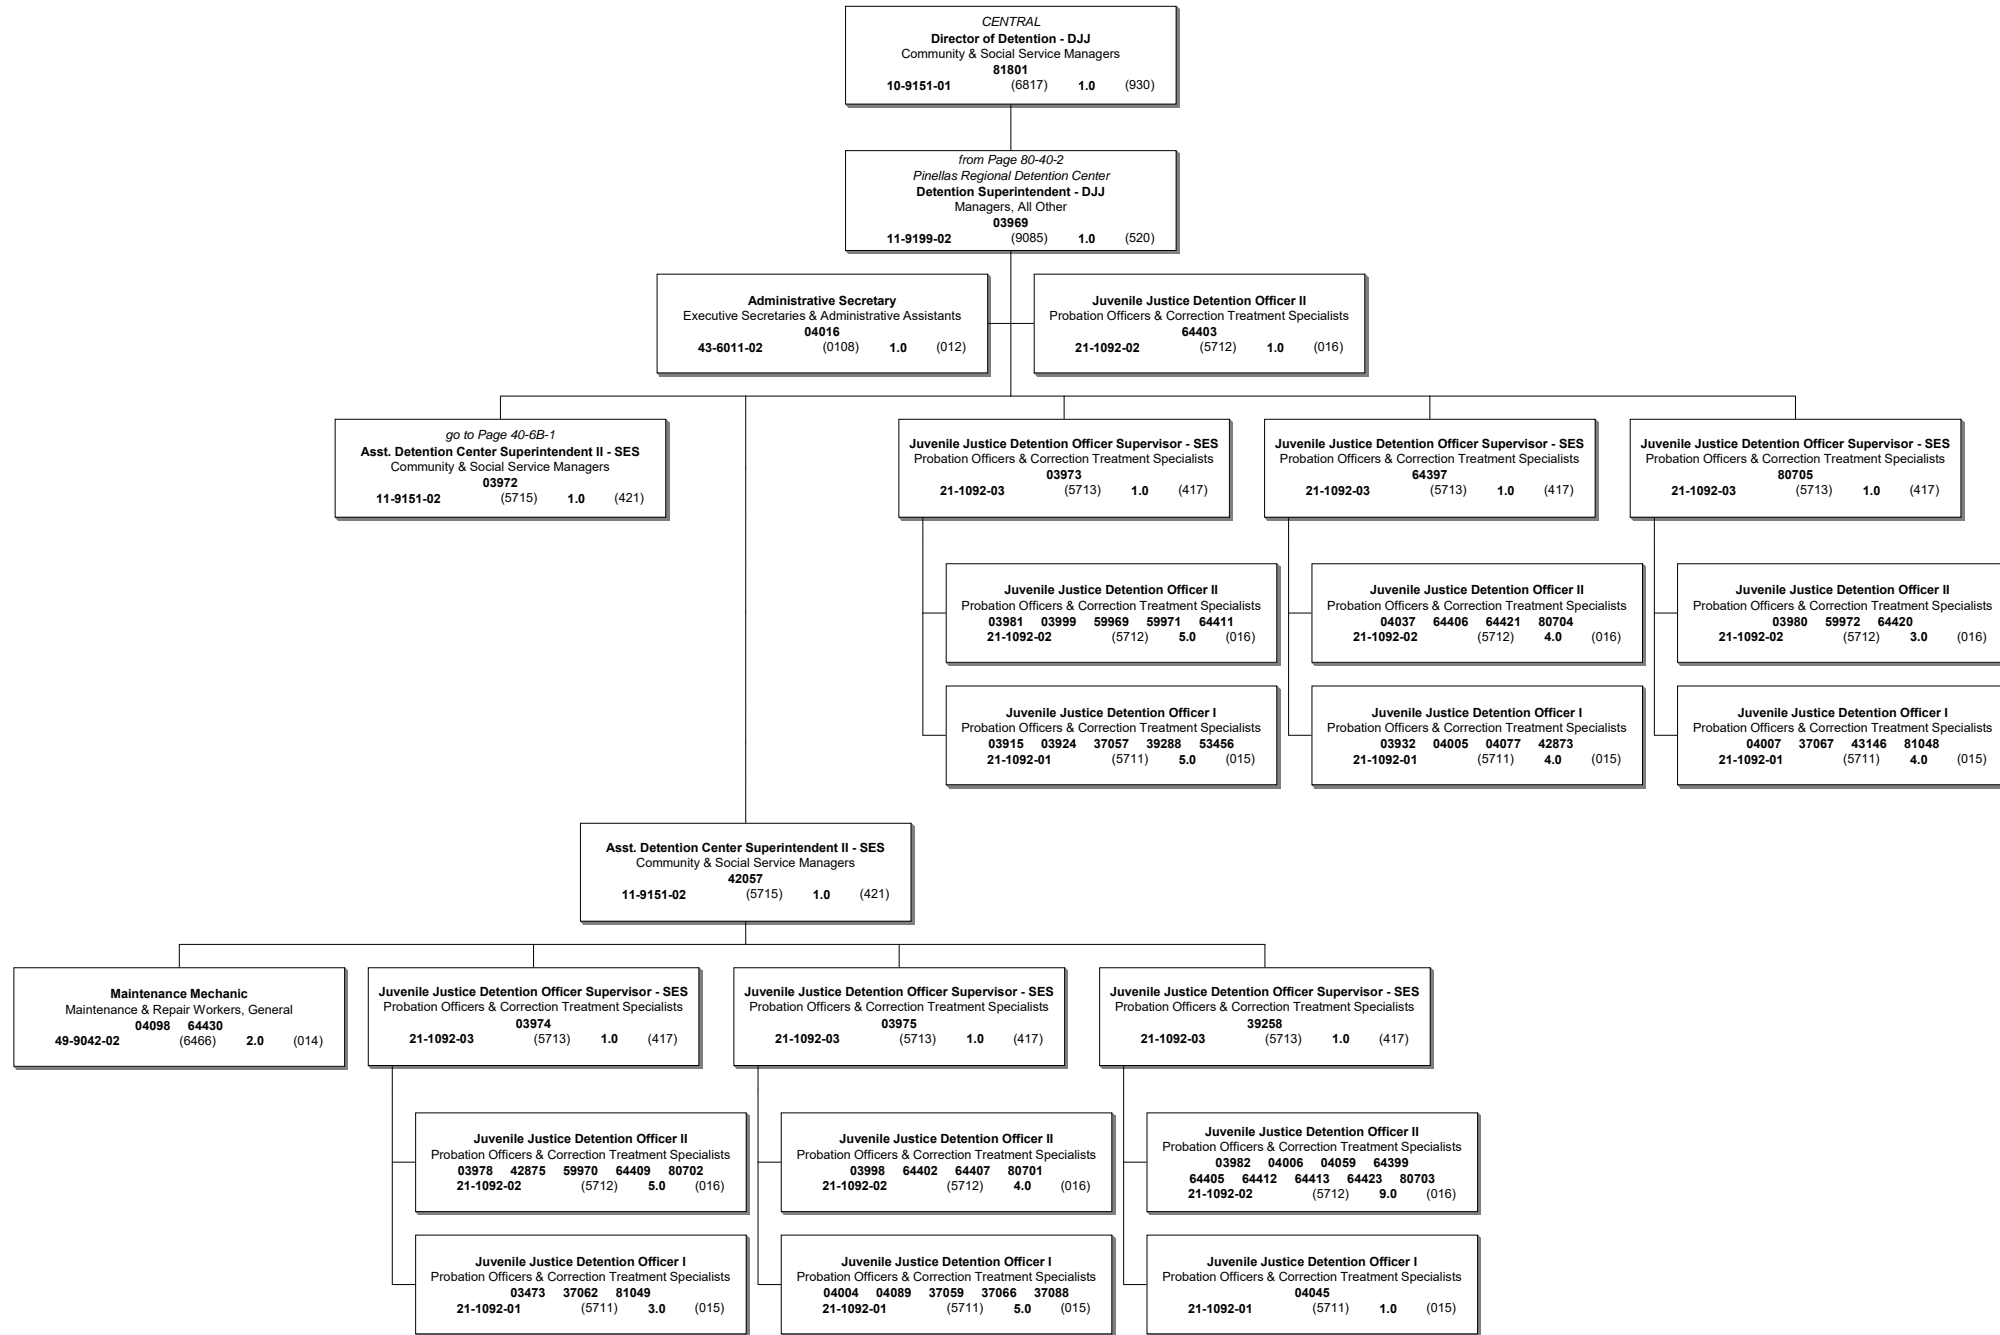 CENTRAL
Director of Detention - DJJ
Community & Social Service Managers
81801
10-9151-01 (6817) 1.0 (930)
from Page 80-40-2
Pinellas Regional Detention Center
Detention Superintendent - DJJ
Managers, All Other
03969
11-9199-02 (9085) 1.0 (520)
Administrative Secretary
Executive Secretaries & Administrative Assistants
04016
43-6011-02 (0108) 1.0 (012)
Juvenile Justice Detention Officer II
Probation Officers & Correction Treatment Specialists
64403
21-1092-02 (5712) 1.0 (016)
go to Page 40-6B-1
Asst. Detention Center Superintendent II - SES
Community & Social Service Managers
03972
11-9151-02 (5715) 1.0 (421)
Juvenile Justice Detention Officer Supervisor - SES
Probation Officers & Correction Treatment Specialists
03973
21-1092-03 (5713) 1.0 (417)
Juvenile Justice Detention Officer Supervisor - SES
Probation Officers & Correction Treatment Specialists
64397
21-1092-03 (5713) 1.0 (417)
Juvenile Justice Detention Officer Supervisor - SES
Probation Officers & Correction Treatment Specialists
80705
21-1092-03 (5713) 1.0 (417)
Juvenile Justice Detention Officer II
Probation Officers & Correction Treatment Specialists
03981 03999 59969 59971 64411
21-1092-02 (5712) 5.0 (016)
Juvenile Justice Detention Officer II
Probation Officers & Correction Treatment Specialists
04037 64406 64421 80704
21-1092-02 (5712) 4.0 (016)
Juvenile Justice Detention Officer II
Probation Officers & Correction Treatment Specialists
03980 59972 64420
21-1092-02 (5712) 3.0 (016)
Juvenile Justice Detention Officer I
Probation Officers & Correction Treatment Specialists
03915 03924 37057 39288 53456
21-1092-01 (5711) 5.0 (015)
Juvenile Justice Detention Officer I
Probation Officers & Correction Treatment Specialists
03932 04005 04077 42873
21-1092-01 (5711) 4.0 (015)
Juvenile Justice Detention Officer I
Probation Officers & Correction Treatment Specialists
04007 37067 43146 81048
21-1092-01 (5711) 4.0 (015)
Asst. Detention Center Superintendent II - SES
Community & Social Service Managers
42057
11-9151-02 (5715) 1.0 (421)
Maintenance Mechanic
Maintenance & Repair Workers, General
04098 64430
49-9042-02 (6466) 2.0 (014)
Juvenile Justice Detention Officer Supervisor - SES
Probation Officers & Correction Treatment Specialists
03974
21-1092-03 (5713) 1.0 (417)
Juvenile Justice Detention Officer Supervisor - SES
Probation Officers & Correction Treatment Specialists
03975
21-1092-03 (5713) 1.0 (417)
Juvenile Justice Detention Officer Supervisor - SES
Probation Officers & Correction Treatment Specialists
39258
21-1092-03 (5713) 1.0 (417)
Juvenile Justice Detention Officer II
Probation Officers & Correction Treatment Specialists
03978 42875 59970 64409 80702
21-1092-02 (5712) 5.0 (016)
Juvenile Justice Detention Officer II
Probation Officers & Correction Treatment Specialists
03998 64402 64407 80701
21-1092-02 (5712) 4.0 (016)
Juvenile Justice Detention Officer II
Probation Officers & Correction Treatment Specialists
03982 04006 04059 64399
64405 64412 64413 64423 80703
21-1092-02 (5712) 9.0 (016)
Juvenile Justice Detention Officer I
Probation Officers & Correction Treatment Specialists
03473 37062 81049
21-1092-01 (5711) 3.0 (015)
Juvenile Justice Detention Officer I
Probation Officers & Correction Treatment Specialists
04004 04089 37059 37066 37088
21-1092-01 (5711) 5.0 (015)
Juvenile Justice Detention Officer I
Probation Officers & Correction Treatment Specialists
04045
21-1092-01 (5711) 1.0 (015)